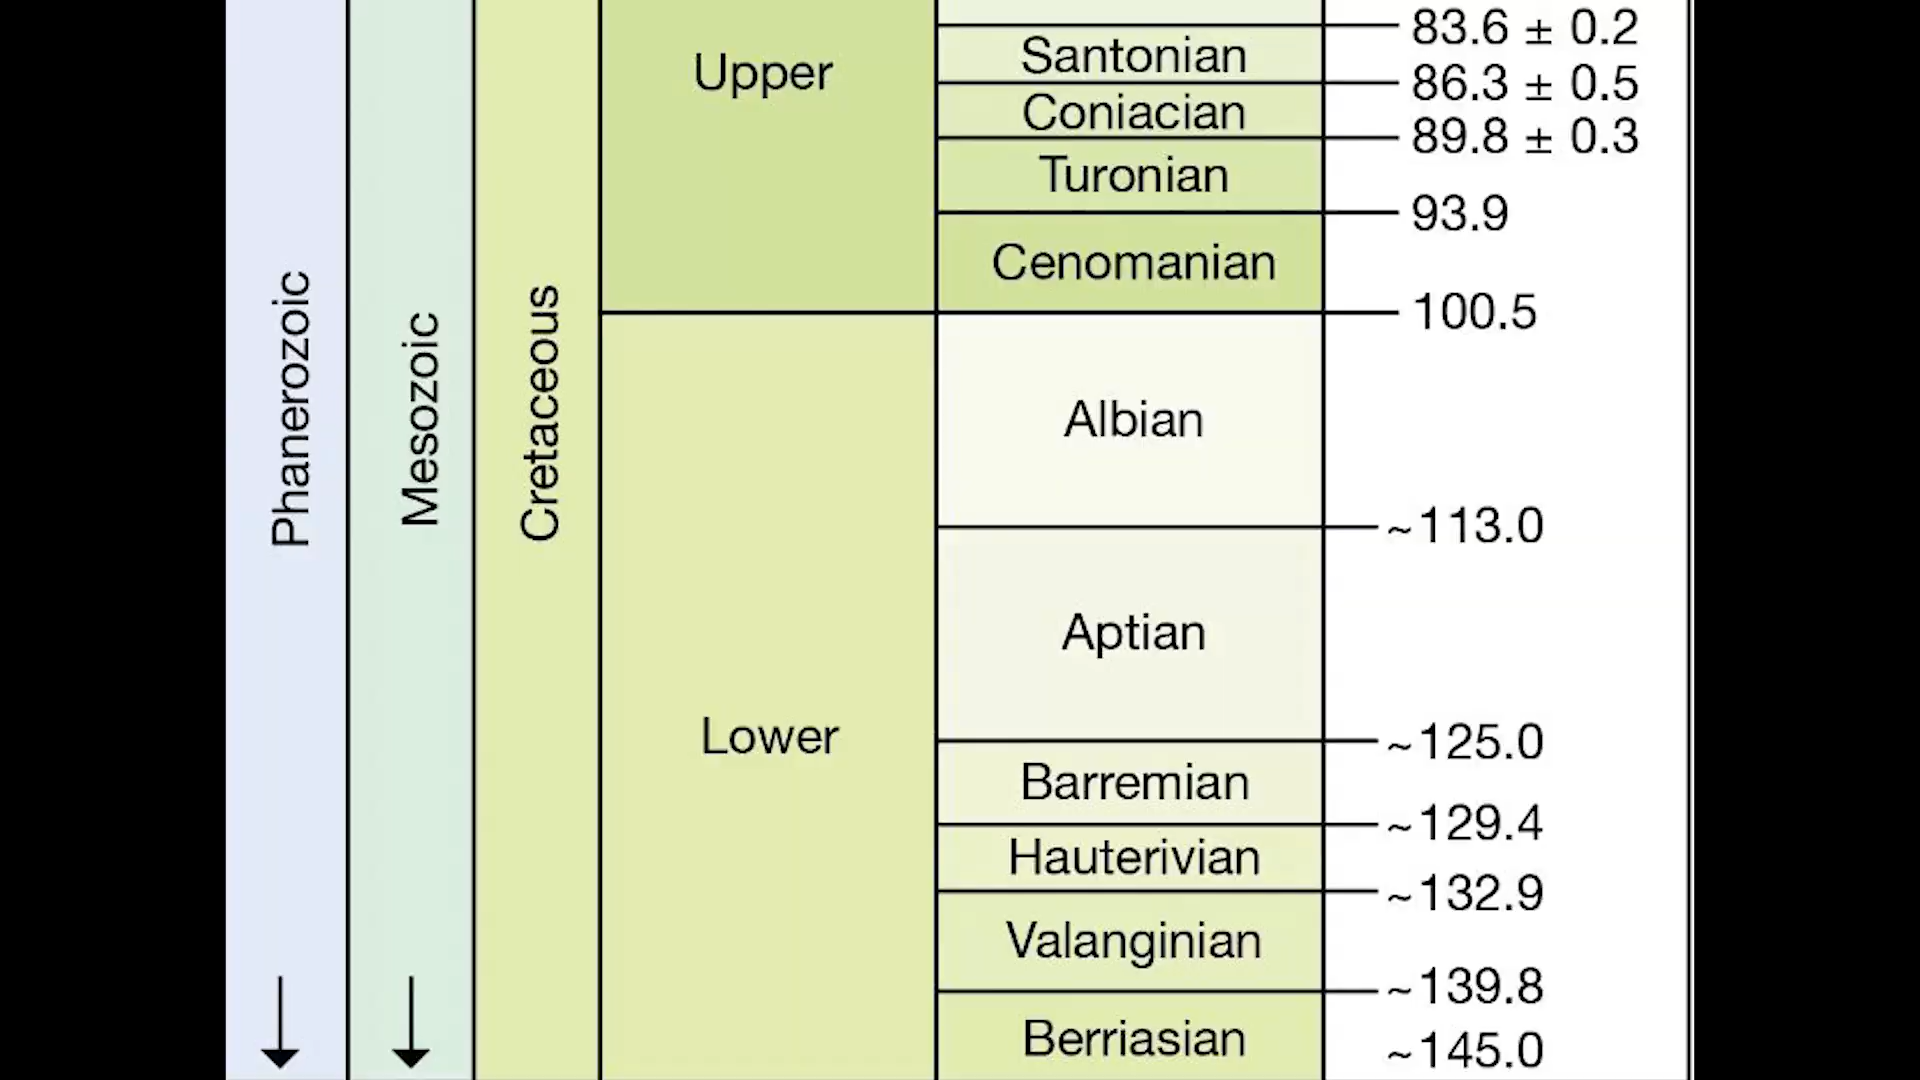 Phanerozoic
Mesozoic
Cretaceous
Upper
Lower
Santonian
Coniacian
Turonian
Cenomanian
Albian
Aptian
Barremian
Hauterivian
Valanginian
Berriasian
83.6 ± 0.2
86.3 ± 0.5
89.8 ± 0.3
93.9
100.5
~113.0
~125.0
~129.4
~132.9
~139.8
~145.0